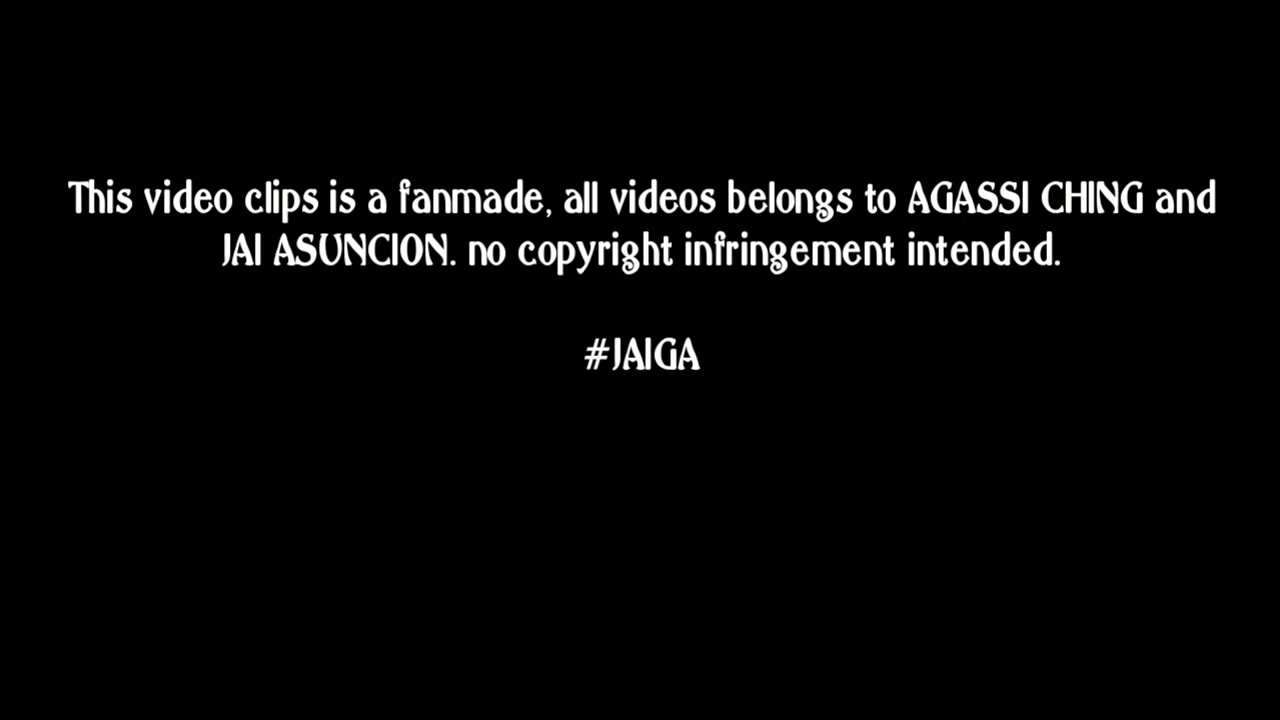 This video clips is a fanmade, all videos belongs to AGASSI CHING and
JAI ASUNCION. no copyright infringement intended.
#JAIGA